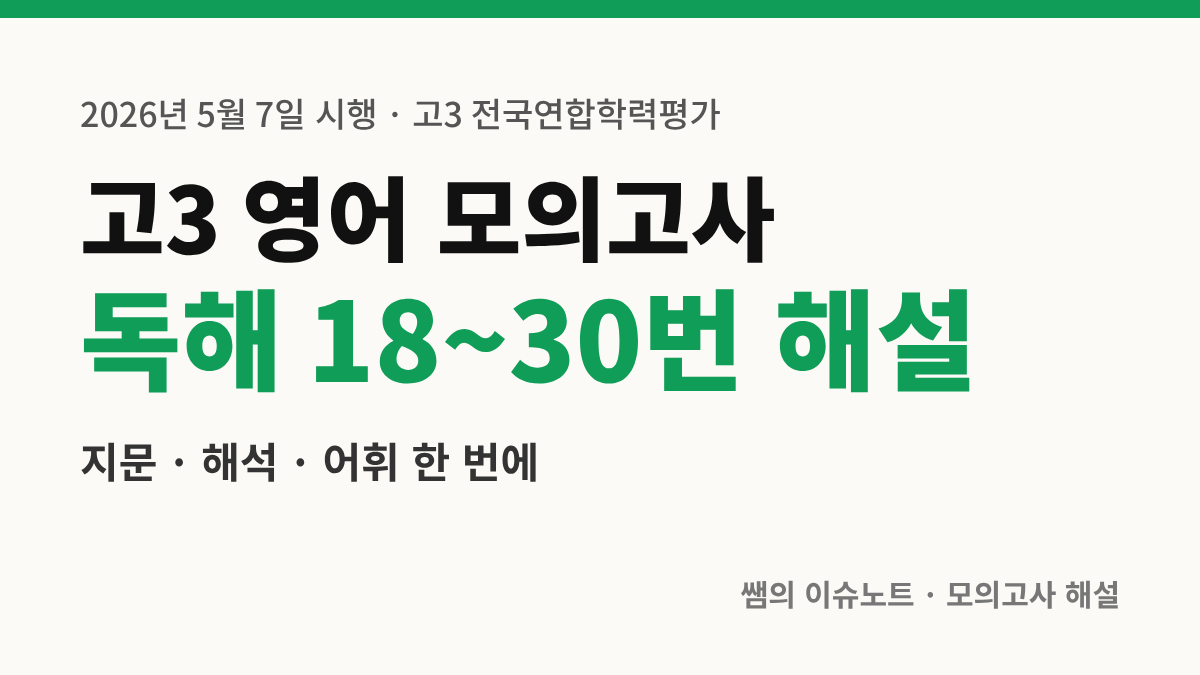 2026년 5월 7일 시행 · 고3 전국연합학력평가
고3 영어 모의고사
독해 18~30번 해설
지문 · 해석 · 어휘 한 번에
쌤의 이슈노트 · 모의고사 해설